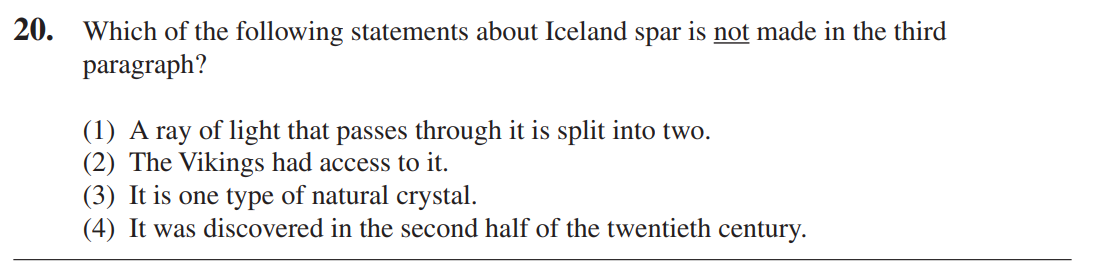 20. Which of the following statements about Iceland spar is not made in the third
paragraph?
(1) A ray of light that passes through it is split into two.
(2) The Vikings had access to it.
(3) It is one type of natural crystal.
(4) It was discovered in the second half of the twentieth century.